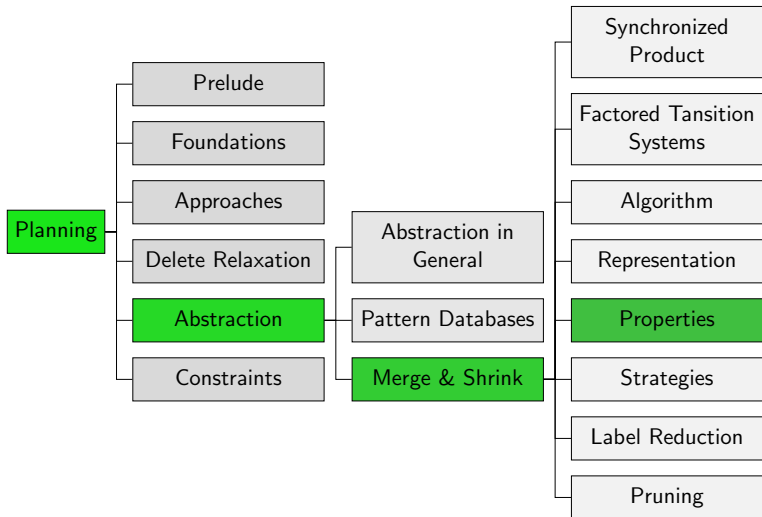 Planning
Prelude
Foundations
Approaches
Delete Relaxation
Abstraction
Constraints
Abstraction in
General
Pattern Databases
Merge & Shrink
Synchronized
Product
Factored Tansition
Systems
Algorithm
Representation
Properties
Strategies
Label Reduction
Pruning